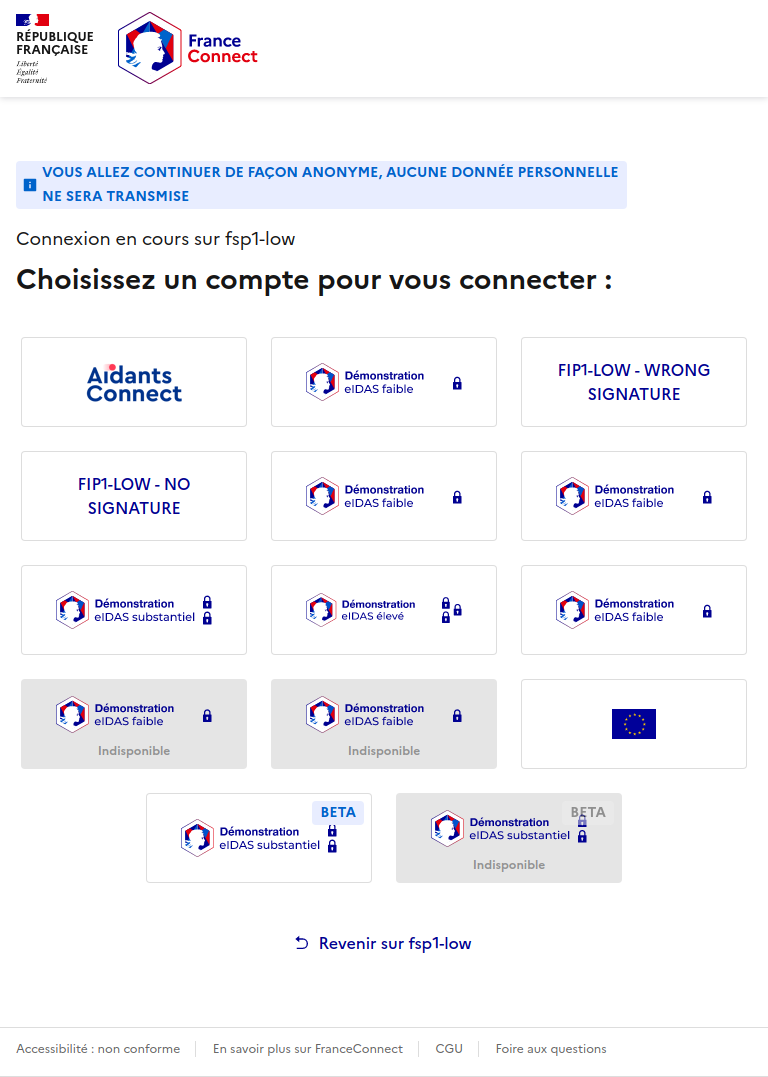 RÉPUBLIQUE
FRANÇAISE
Liberté
Égalité
Fraternité
France
Connect
VOUS ALLEZ CONTINUER DE FAÇON ANONYME, AUCUNE DONNÉE PERSONNELLE
NE SERA TRANSMISE
Connexion en cours sur fsp1-low
Choisissez un compte pour vous connecter :
Aidants
Connect
Démonstration
eIDAS faible
FIP1-LOW - WRONG
SIGNATURE
FIP1-LOW - NO
SIGNATURE
Démonstration
eIDAS faible
Démonstration
eIDAS faible
Démonstration
eIDAS substantiel
Démonstration
eIDAS élevé
Démonstration
eIDAS faible
Démonstration
eIDAS faible
Indisponible
Démonstration
eIDAS faible
Indisponible
BETA
Démonstration
eIDAS substantiel
BETA
Démonstration
eIDAS substantiel
Indisponible
Revenir sur fsp1-low
Accessibilité : non conforme
En savoir plus sur FranceConnect
CGU
Foire aux questions